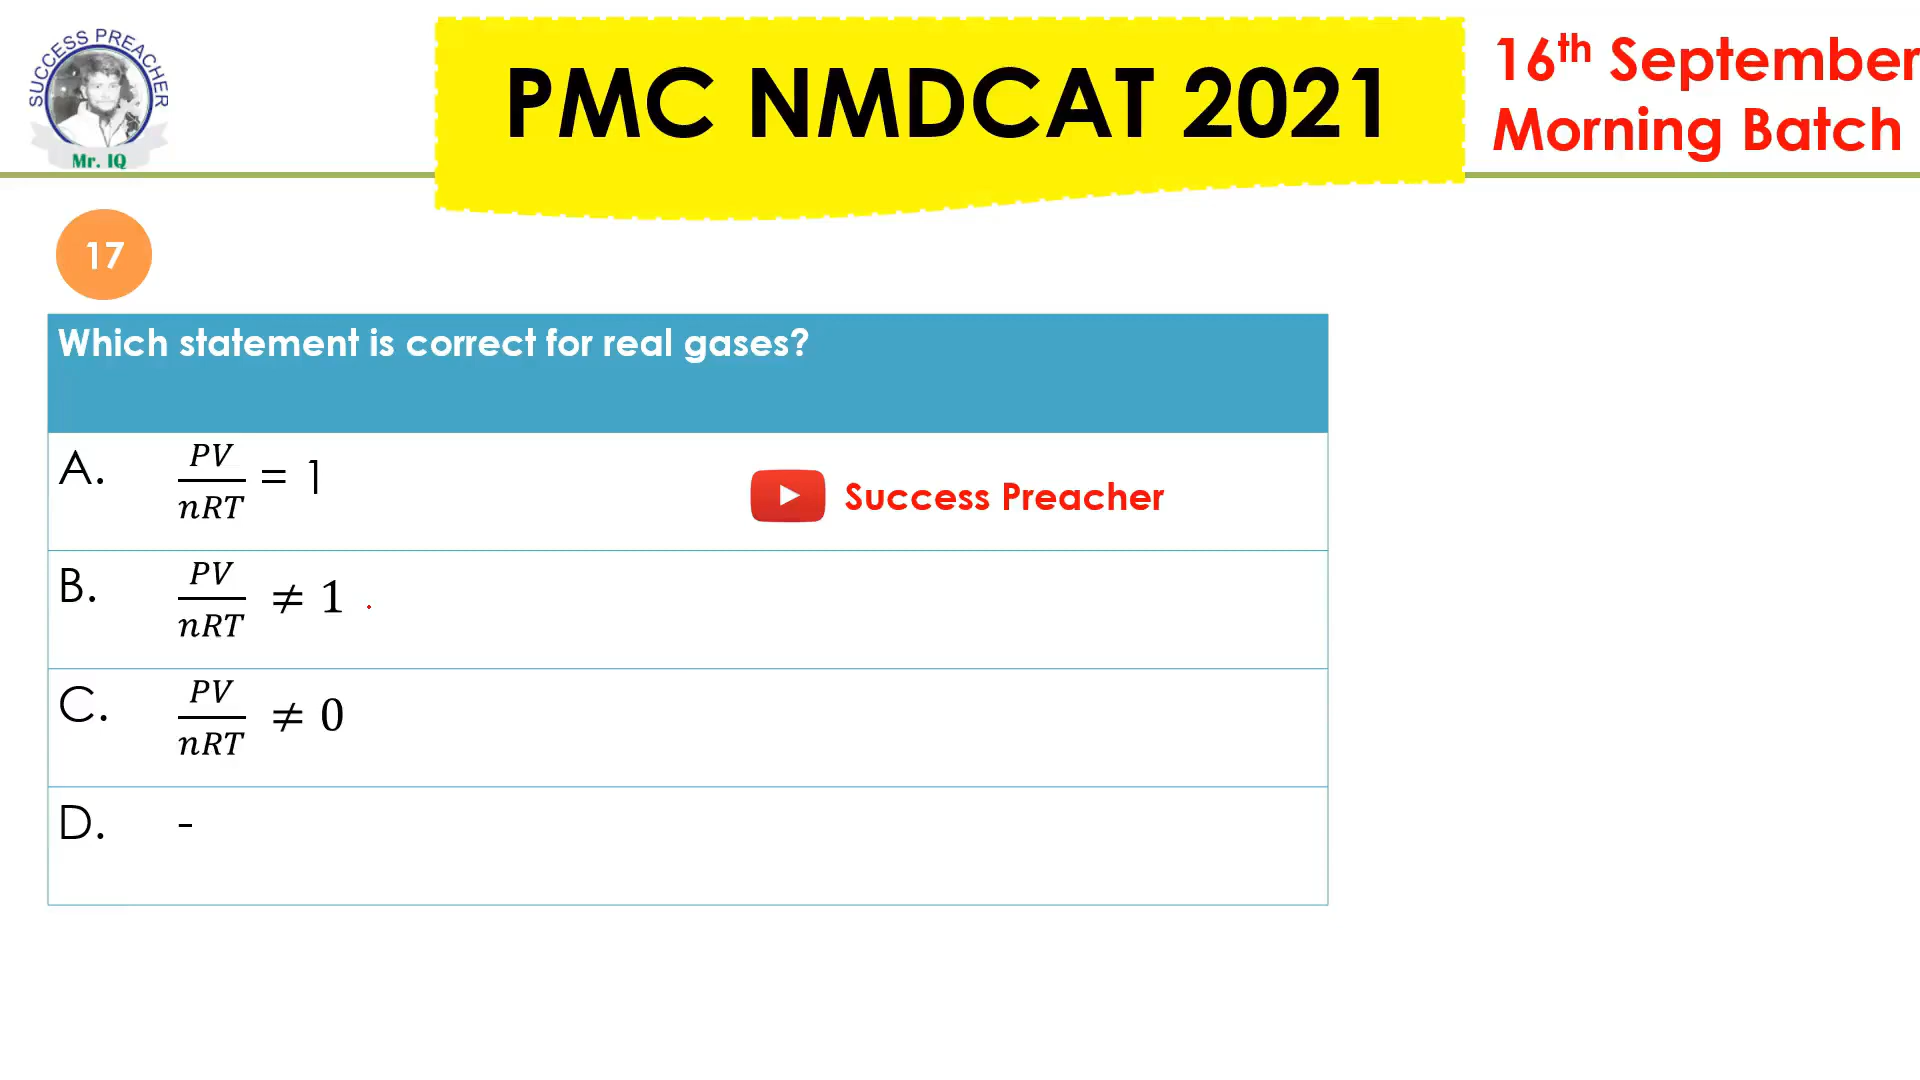 SUCCESS PREACHER
Mr. IQ
PMC NMDCAT 2021
16th September
Morning Batch
17
Which statement is correct for real gases?
A. PV/nRT = 1
Success Preacher
B. PV/nRT ≠ 1
C. PV/nRT ≠ 0
D. -